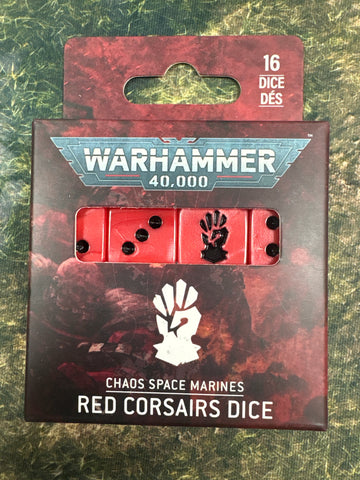 16
DICE
DÉS
WARHAMMER
40,000
CHAOS SPACE MARINES
RED CORSAIRS DICE